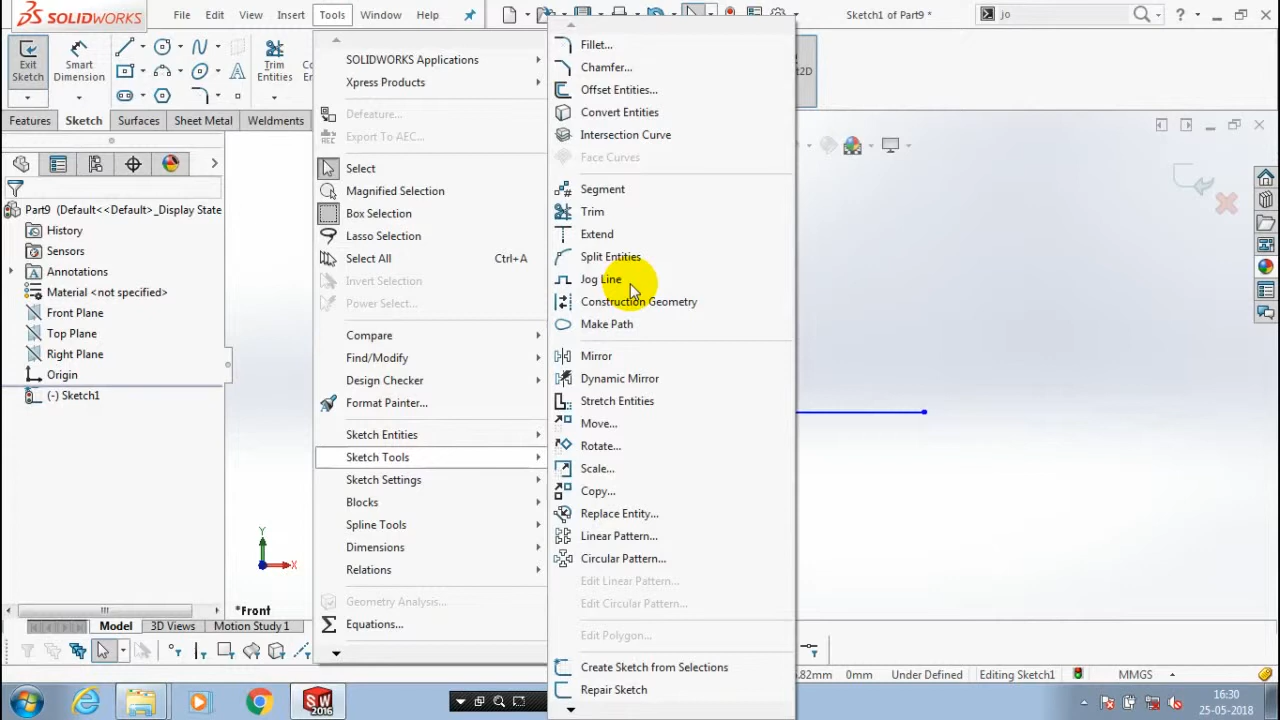 SOLIDWORKS
File Edit View Insert Tools Window Help
Sketch1 of Part9 *
jo
Exit Sketch
Smart Dimension
Trim Entities
2D
Features Sketch Surfaces Sheet Metal Weldments
Part9 (Default<<Default>_Display State
History
Sensors
Annotations
Material <not specified>
Front Plane
Top Plane
Right Plane
Origin
(-) Sketch1
SOLIDWORKS Applications
Xpress Products
Defeature...
Export To AEC...
Select
Magnified Selection
Box Selection
Lasso Selection
Select All Ctrl+A
Invert Selection
Power Select...
Compare
Find/Modify
Design Checker
Format Painter...
Sketch Entities
Sketch Tools
Sketch Settings
Blocks
Spline Tools
Dimensions
Relations
Geometry Analysis...
Equations...
Fillet...
Chamfer...
Offset Entities...
Convert Entities
Intersection Curve
Face Curves
Segment
Trim
Extend
Split Entities
Jog Line
Construction Geometry
Make Path
Mirror
Dynamic Mirror
Stretch Entities
Move...
Rotate...
Scale...
Copy...
Replace Entity...
Linear Pattern...
Circular Pattern...
Edit Linear Pattern...
Edit Circular Pattern...
Edit Polygon...
Create Sketch from Selections
Repair Sketch
Y
X
*Front
Model 3D Views Motion Study 1
0mm Under Defined Editing Sketch1 MMGS
SW 2016
16:30
25-05-2018